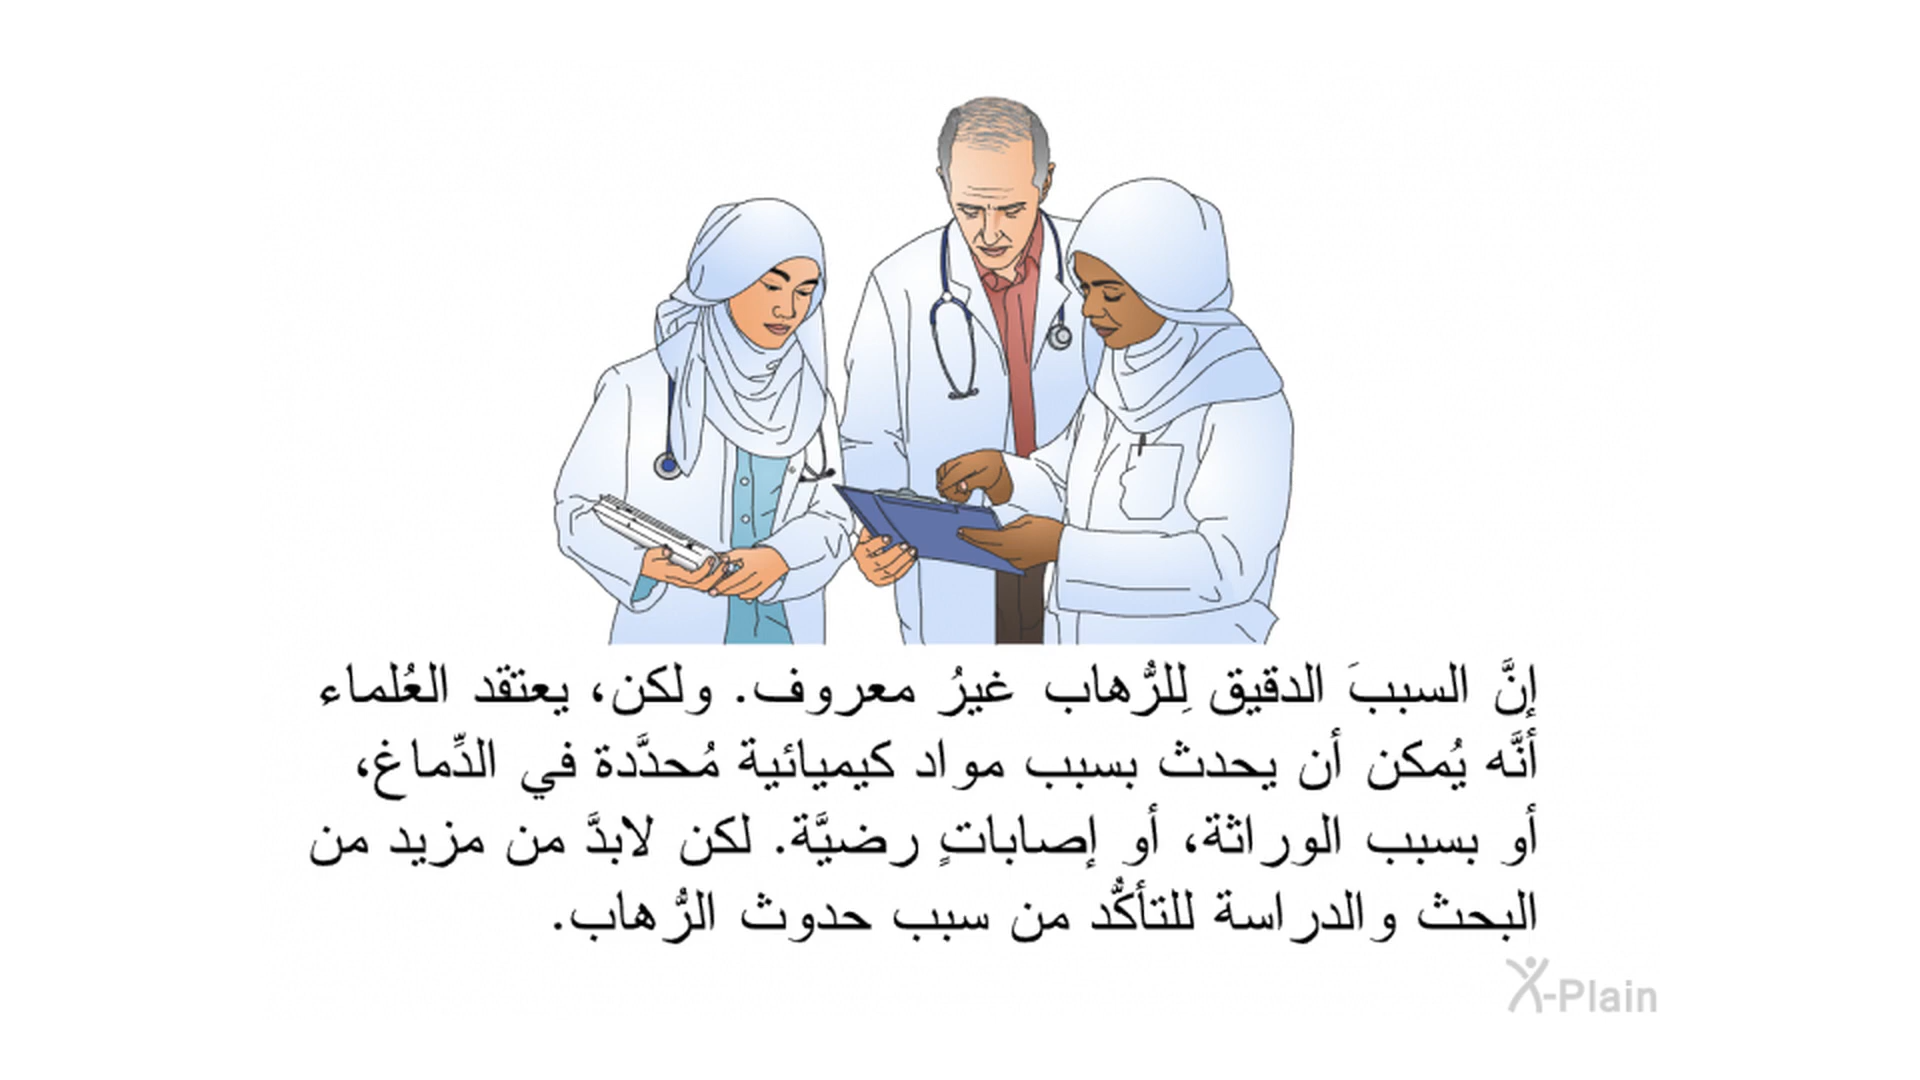 إنَّ السببَ الدقيق لِلرُّهاب غيرُ معروف. ولكن، يعتقد العُلماء
أنَّه يُمكن أن يحدث بسبب مواد كيميائية مُحدَّدة في الدِّماغ،
أو بسبب الوراثة، أو إصاباتٍ رضيَّة. لكن لابدَّ من مزيد من
البحث والدراسة للتأكُّد من سبب حدوث الرُّهاب.
X-Plain